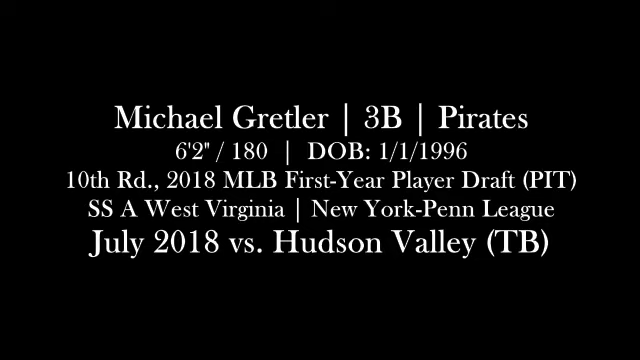 Michael Gretler | 3B | Pirates
6'2" / 180 | DOB: 1/1/1996
10th Rd., 2018 MLB First-Year Player Draft (PIT)
SS A West Virginia | New York-Penn League
July 2018 vs. Hudson Valley (TB)